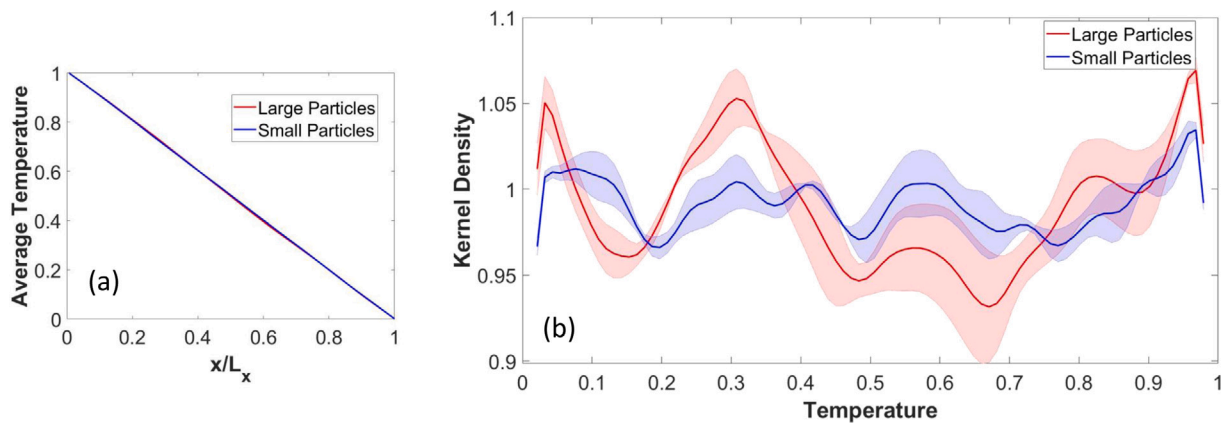 1
0.8
0.6
0.4
0.2
0
Average Temperature
Large Particles
Small Particles
(a)
0 0.2 0.4 0.6 0.8 1
x/Lx
1.1
1.05
1
0.95
0.9
Kernel Density
Large Particles
Small Particles
(b)
0 0.1 0.2 0.3 0.4 0.5 0.6 0.7 0.8 0.9 1
Temperature